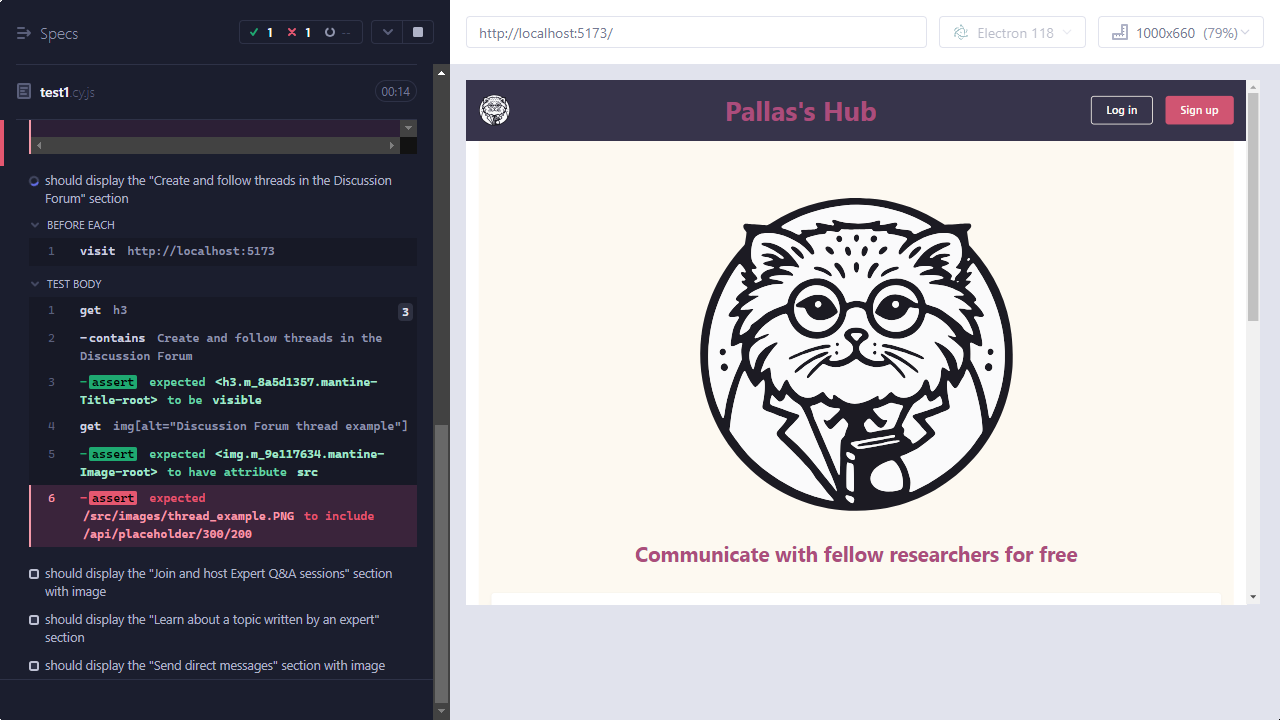 Specs
1
1
--
test1.cy.js
00:14
should display the "Create and follow threads in the Discussion
Forum" section
BEFORE EACH
1 visit http://localhost:5173
TEST BODY
1 get h3 3
2 -contains Create and follow threads in the
Discussion Forum
3 -assert expected <h3.m_8a5d1357.mantine-
Title-root> to be visible
4 get img[alt="Discussion Forum thread example"]
5 -assert expected <img.m_9e117634.mantine-
Image-root> to have attribute src
6 -assert expected
/src/images/thread_example.PNG to include
/api/placeholder/300/200
should display the "Join and host Expert Q&A sessions" section
with image
should display the "Learn about a topic written by an expert"
section
should display the "Send direct messages" section with image
http://localhost:5173/
Electron 118
1000x660 (79%)
Pallas's Hub
Log in
Sign up
Communicate with fellow researchers for free